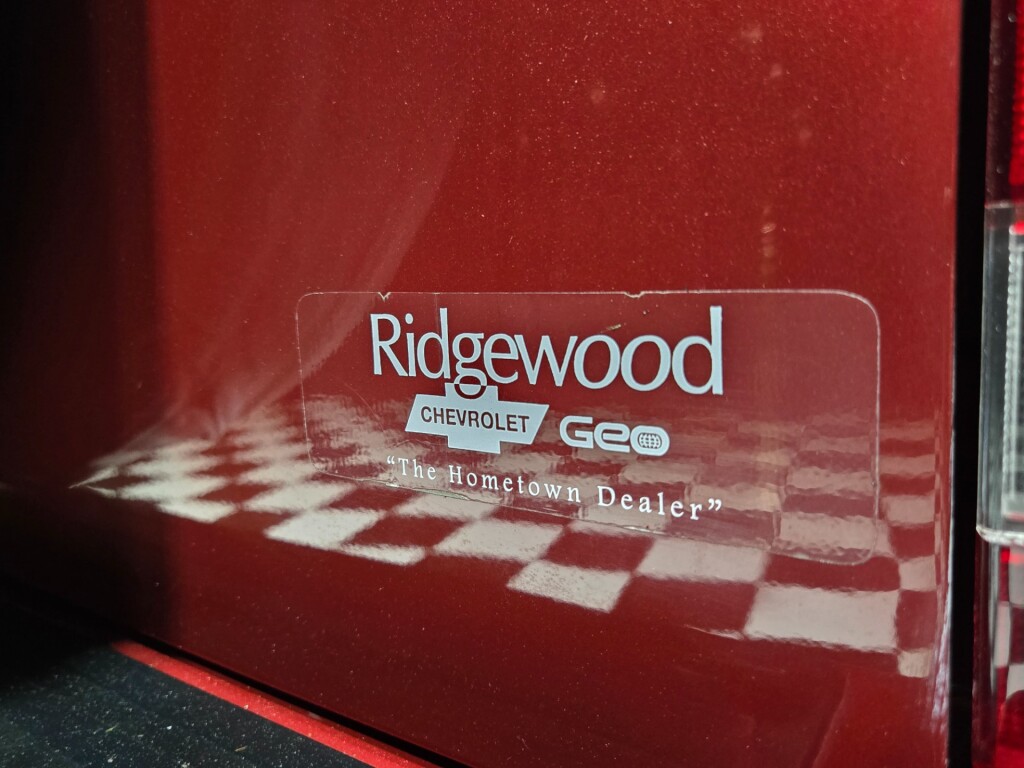 Ridgewood
CHEVROLET Geo
“The Hometown Dealer”